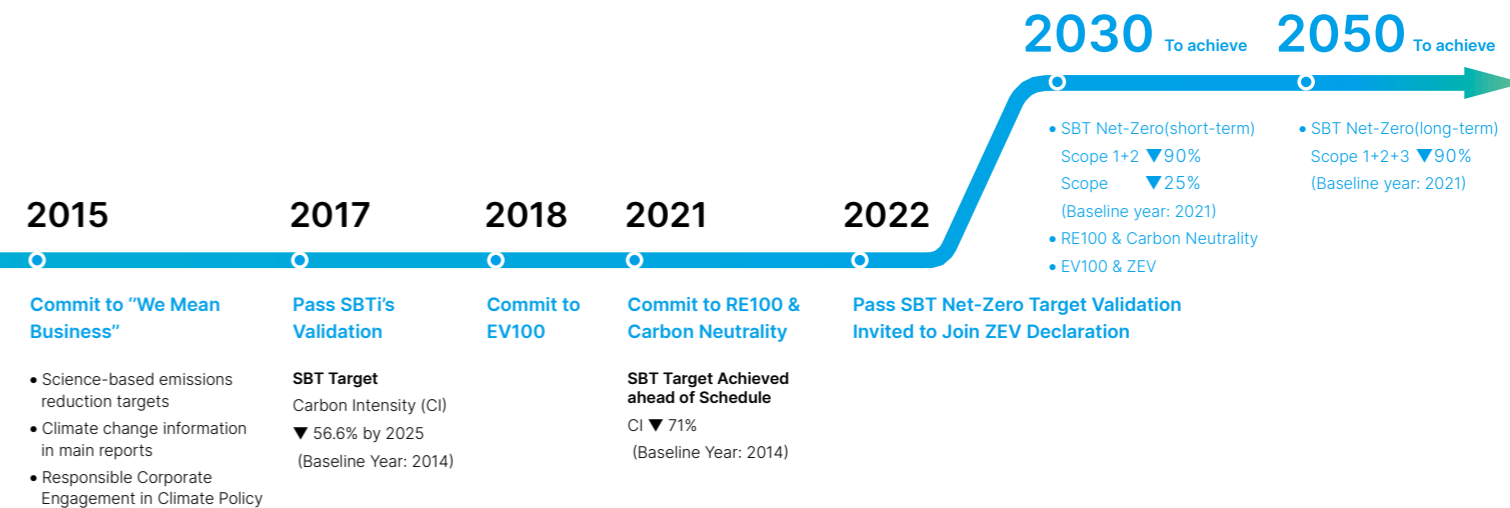 2015
Commit to “We Mean
Business”
• Science-based emissions
reduction targets
• Climate change information
in main reports
• Responsible Corporate
Engagement in Climate Policy
2017
Pass SBTi’s
Validation
SBT Target
Carbon Intensity (CI)
▼ 56.6% by 2025
(Baseline Year: 2014)
2018
Commit to
EV100
2021
Commit to RE100 &
Carbon Neutrality
SBT Target Achieved
ahead of Schedule
CI ▼ 71%
(Baseline Year: 2014)
2022
Pass SBT Net-Zero Target Validation
Invited to Join ZEV Declaration
2030 To achieve
• SBT Net-Zero(short-term)
Scope 1+2 ▼90%
Scope ▼25%
(Baseline year: 2021)
• RE100 & Carbon Neutrality
• EV100 & ZEV
2050 To achieve
• SBT Net-Zero(long-term)
Scope 1+2+3 ▼90%
(Baseline year: 2021)